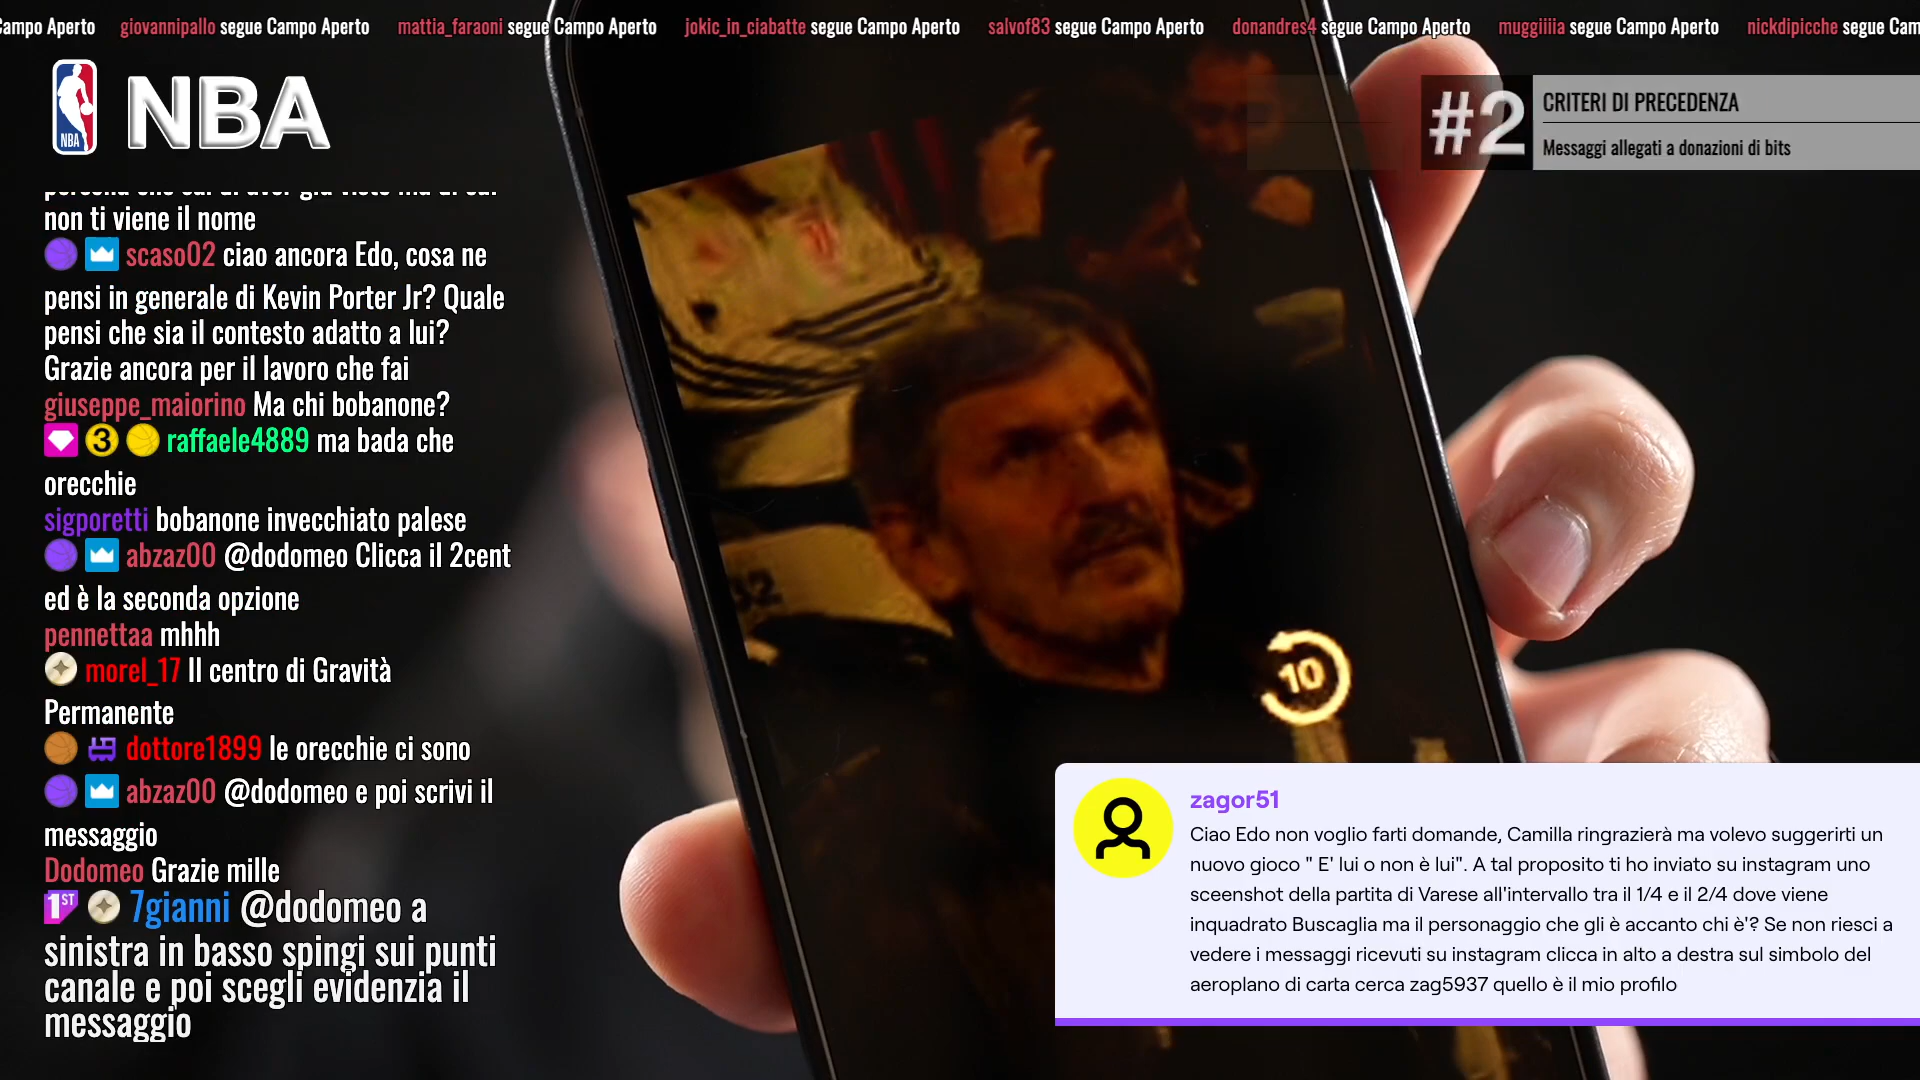 Campo Aperto giovannipallo segue Campo Aperto mattia_faraoni segue Campo Aperto jokic_in_ciabatte segue Campo Aperto salvof83 segue Campo Aperto donandres4 segue Campo Aperto muggiiiia segue Campo Aperto nickdipicche segue Cam
NBA NBA
#2 CRITERI DI PRECEDENZA
Messaggi allegati a donazioni di bits
non ti viene il nome
scaso02 ciao ancora Edo, cosa ne
pensi in generale di Kevin Porter Jr? Quale
pensi che sia il contesto adatto a lui?
Grazie ancora per il lavoro che fai
giuseppe_maiorino Ma chi bobanone?
3 raffaele4889 ma bada che
orecchie
sigporetti bobanone invecchiato palese
abzaz00 @dodomeo Clicca il 2cent
ed è la seconda opzione
pennettaa mhhh
morel_17 Il centro di Gravità
Permanente
dottore1899 le orecchie ci sono
abzaz00 @dodomeo e poi scrivi il
messaggio
Dodomeo Grazie mille
1ST 7gianni @dodomeo a
sinistra in basso spingi sui punti
canale e poi scegli evidenzia il
messaggio
10
zagor51
Ciao Edo non voglio farti domande, Camilla ringrazierà ma volevo suggerirti un
nuovo gioco " E' lui o non è lui". A tal proposito ti ho inviato su instagram uno
sceenshot della partita di Varese all'intervallo tra il 1/4 e il 2/4 dove viene
inquadrato Buscaglia ma il personaggio che gli è accanto chi è'? Se non riesci a
vedere i messaggi ricevuti su instagram clicca in alto a destra sul simbolo del
aeroplano di carta cerca zag5937 quello è il mio profilo